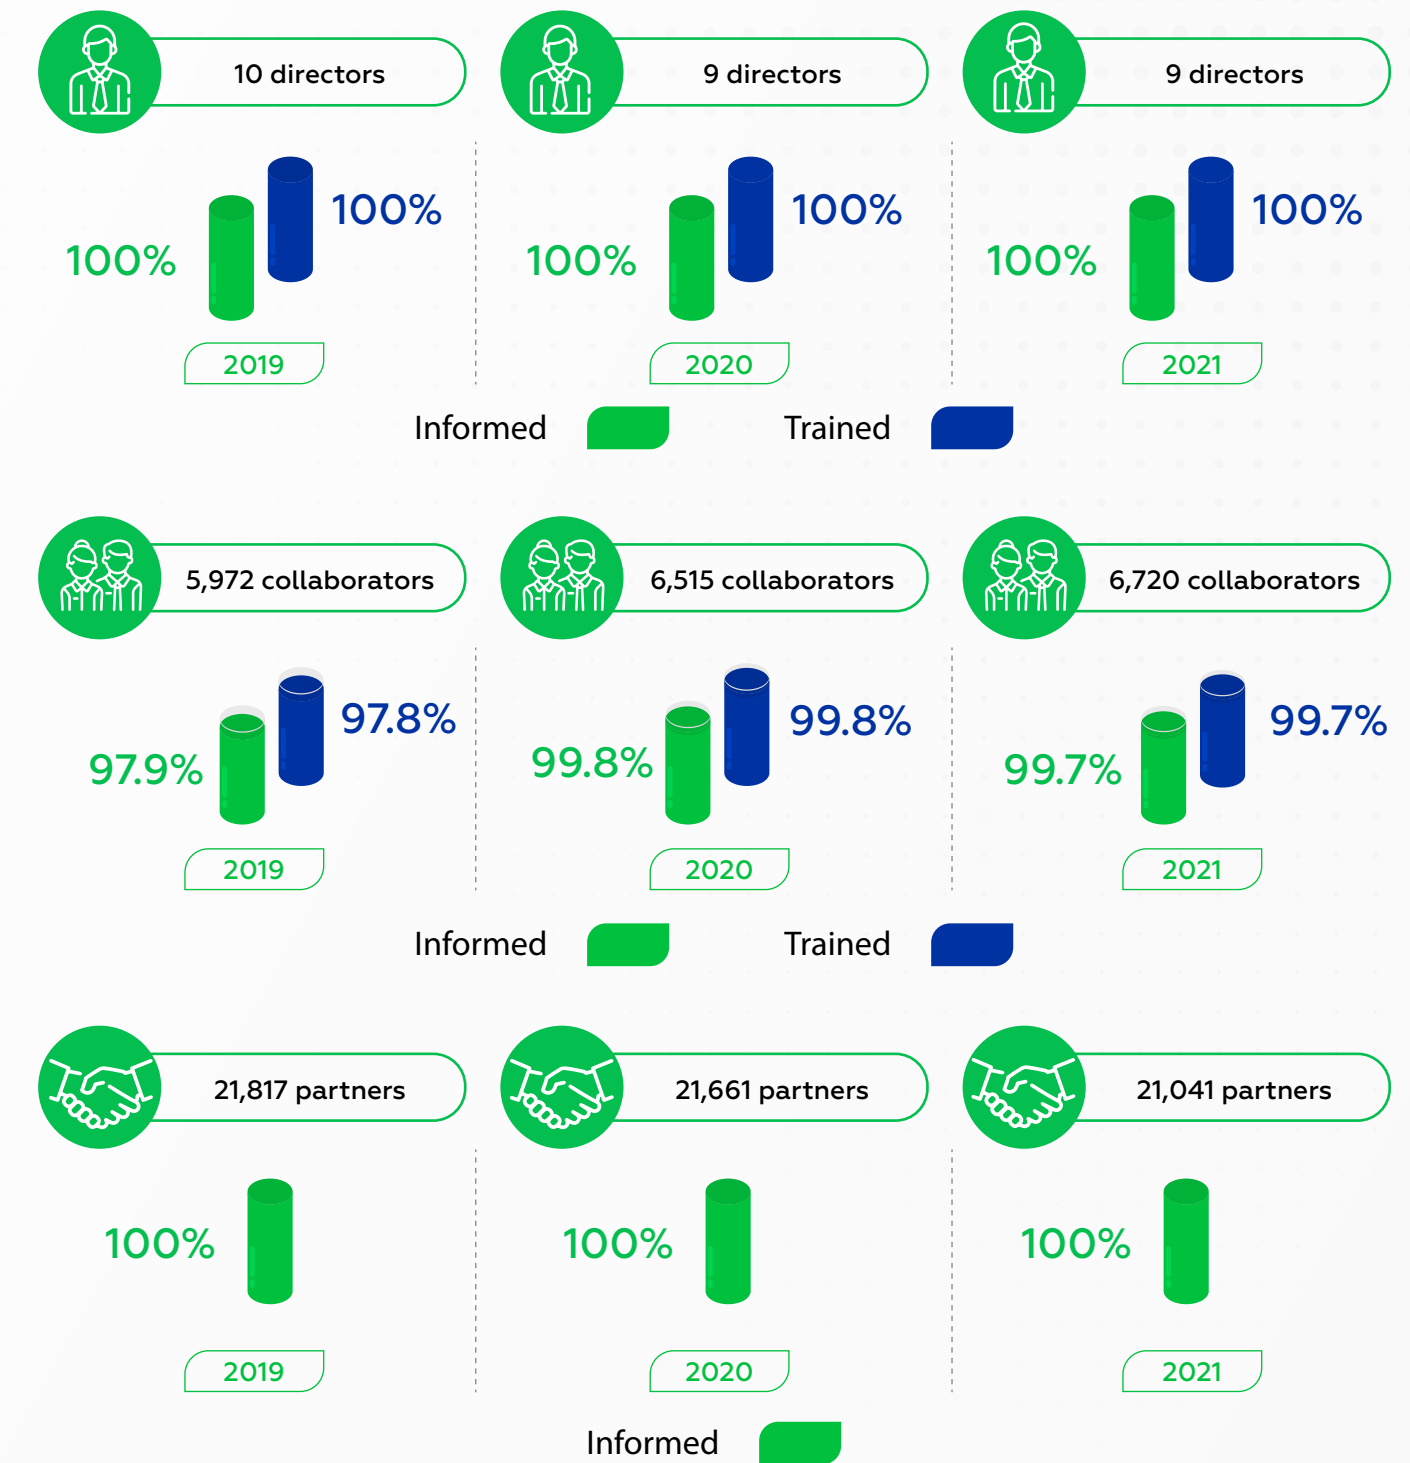 10 directors
9 directors
9 directors
100%
100%
100%
100%
100%
100%
2019
2020
2021
Informed
Trained
5,972 collaborators
6,515 collaborators
6,720 collaborators
97.9%
97.8%
99.8%
99.8%
99.7%
99.7%
2019
2020
2021
Informed
Trained
21,817 partners
21,661 partners
21,041 partners
100%
100%
100%
2019
2020
2021
Informed